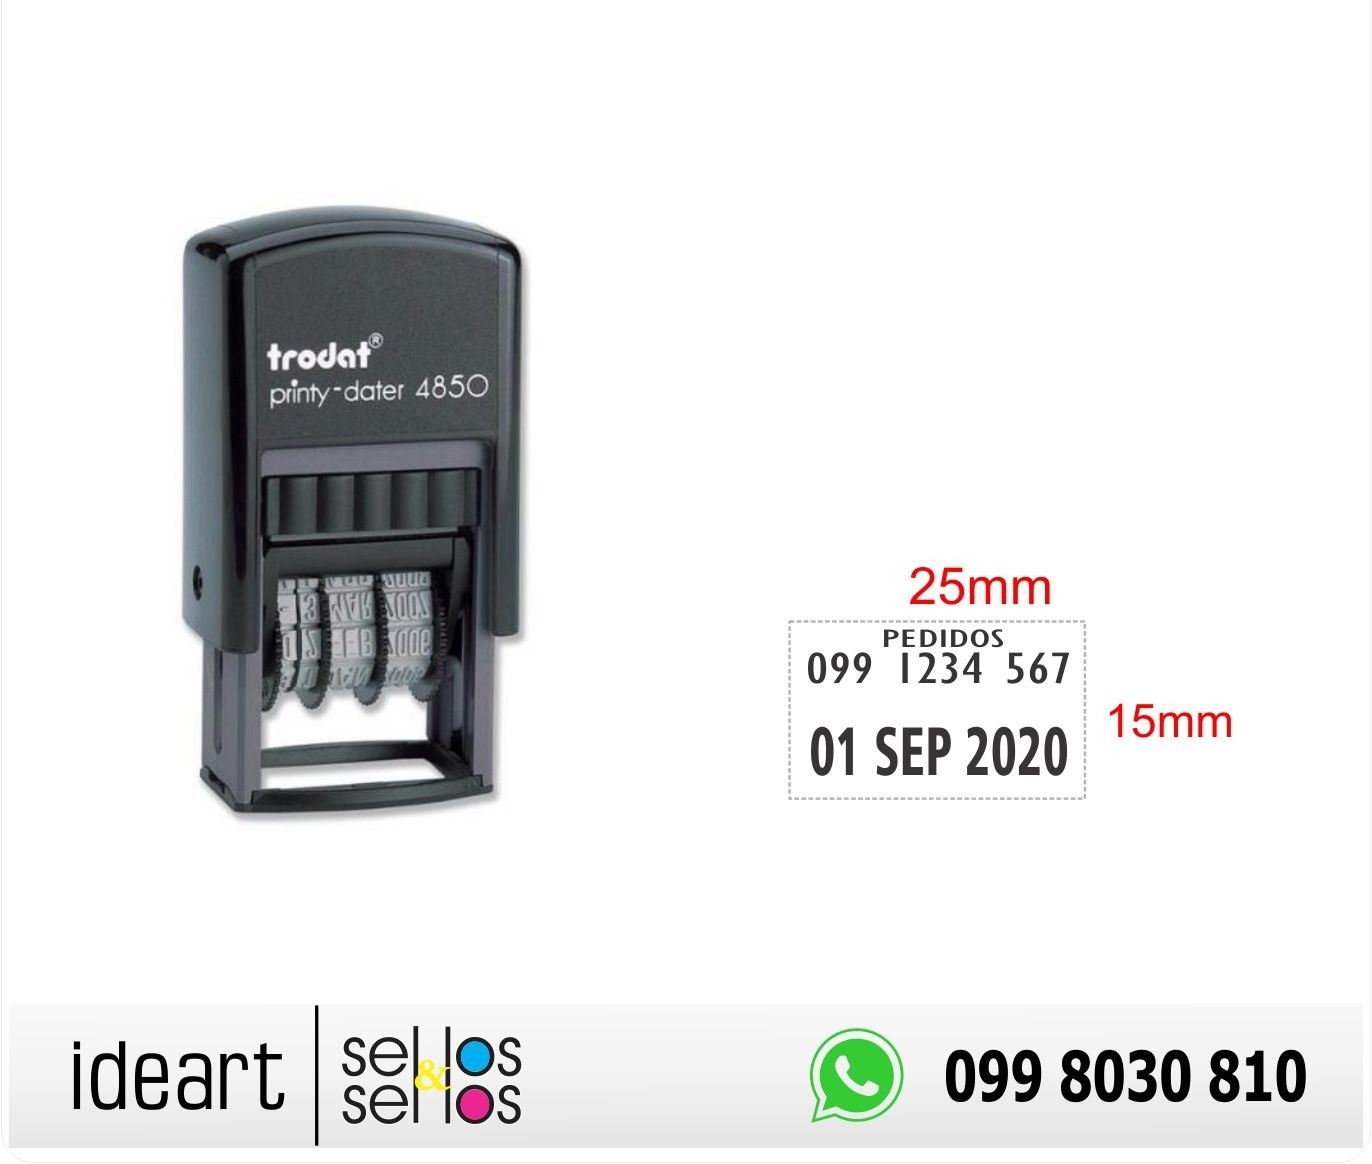 trodat®
printy-dater 4850
25mm
PEDIDOS
099 1234 567
01 SEP 2020
15mm
ideart
sellos
&
sellos
099 8030 810